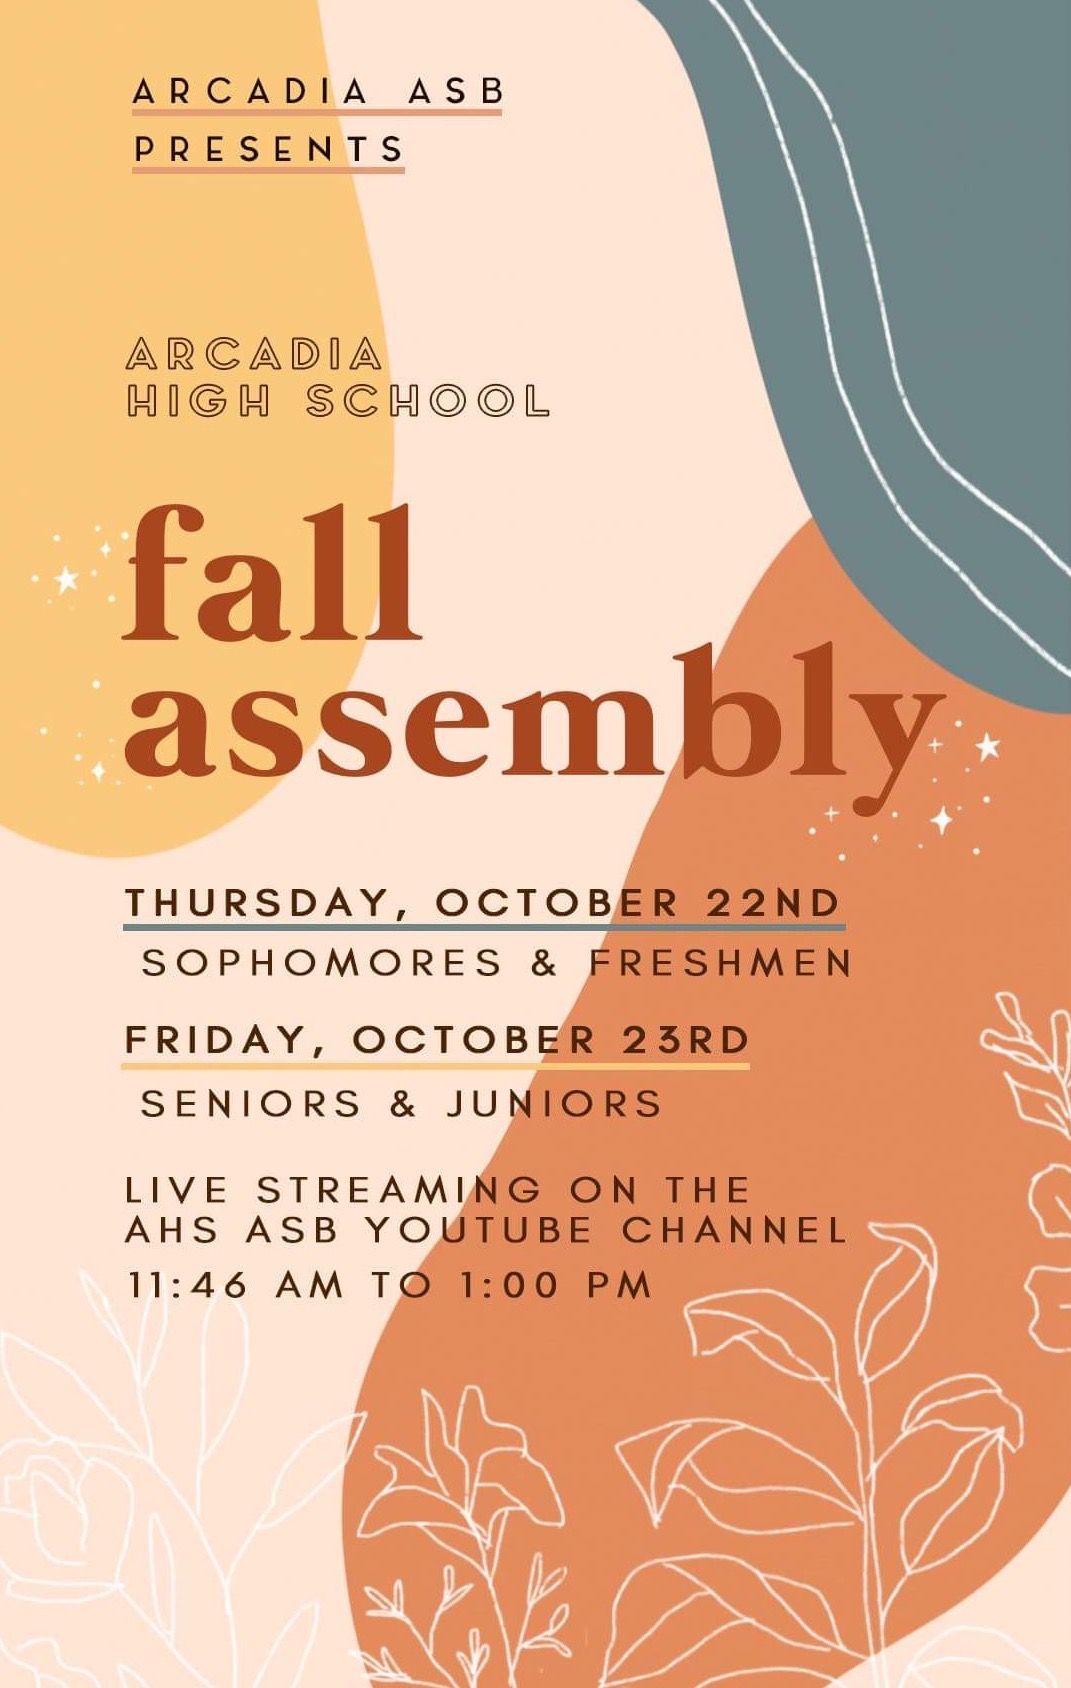 ARCADIA ASB
PRESENTS
ARCADIA
HIGH SCHOOL
fall
assembly
THURSDAY, OCTOBER 22ND
SOPHOMORES & FRESHMEN
FRIDAY, OCTOBER 23RD
SENIORS & JUNIORS
LIVE STREAMING ON THE
AHS ASB YOUTUBE CHANNEL
11:46 AM TO 1:00 PM